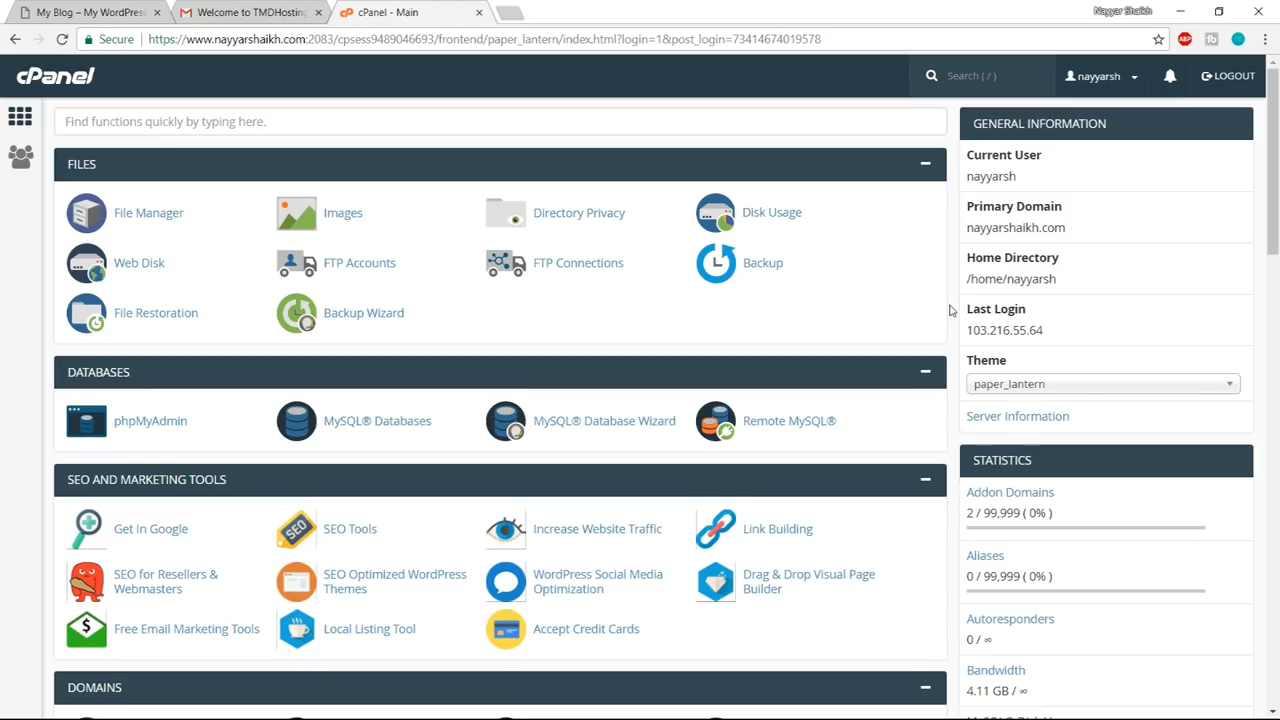 My Blog – My WordPress
Welcome to TMDHosting
cPanel - Main
Nayyar Shaikh
Secure
https://www.nayyarshaikh.com:2083/cpsess9489046693/frontend/paper_lantern/index.html?login=1&post_login=73414674019578
ABP
cPanel
Search ( / )
nayyarsh
LOGOUT
Find functions quickly by typing here.
FILES
File Manager
Images
Directory Privacy
Disk Usage
Web Disk
FTP Accounts
FTP Connections
Backup
File Restoration
Backup Wizard
DATABASES
phpMyAdmin
MySQL® Databases
MySQL® Database Wizard
Remote MySQL®
SEO AND MARKETING TOOLS
Get In Google
SEO Tools
Increase Website Traffic
Link Building
SEO for Resellers &
Webmasters
SEO Optimized WordPress
Themes
WordPress Social Media
Optimization
Drag & Drop Visual Page
Builder
Free Email Marketing Tools
Local Listing Tool
Accept Credit Cards
DOMAINS
GENERAL INFORMATION
Current User
nayyarsh
Primary Domain
nayyarshaikh.com
Home Directory
/home/nayyarsh
Last Login
103.216.55.64
Theme
paper_lantern
Server Information
STATISTICS
Addon Domains
2 / 99,999 ( 0% )
Aliases
0 / 99,999 ( 0% )
Autoresponders
0 / ∞
Bandwidth
4.11 GB / ∞